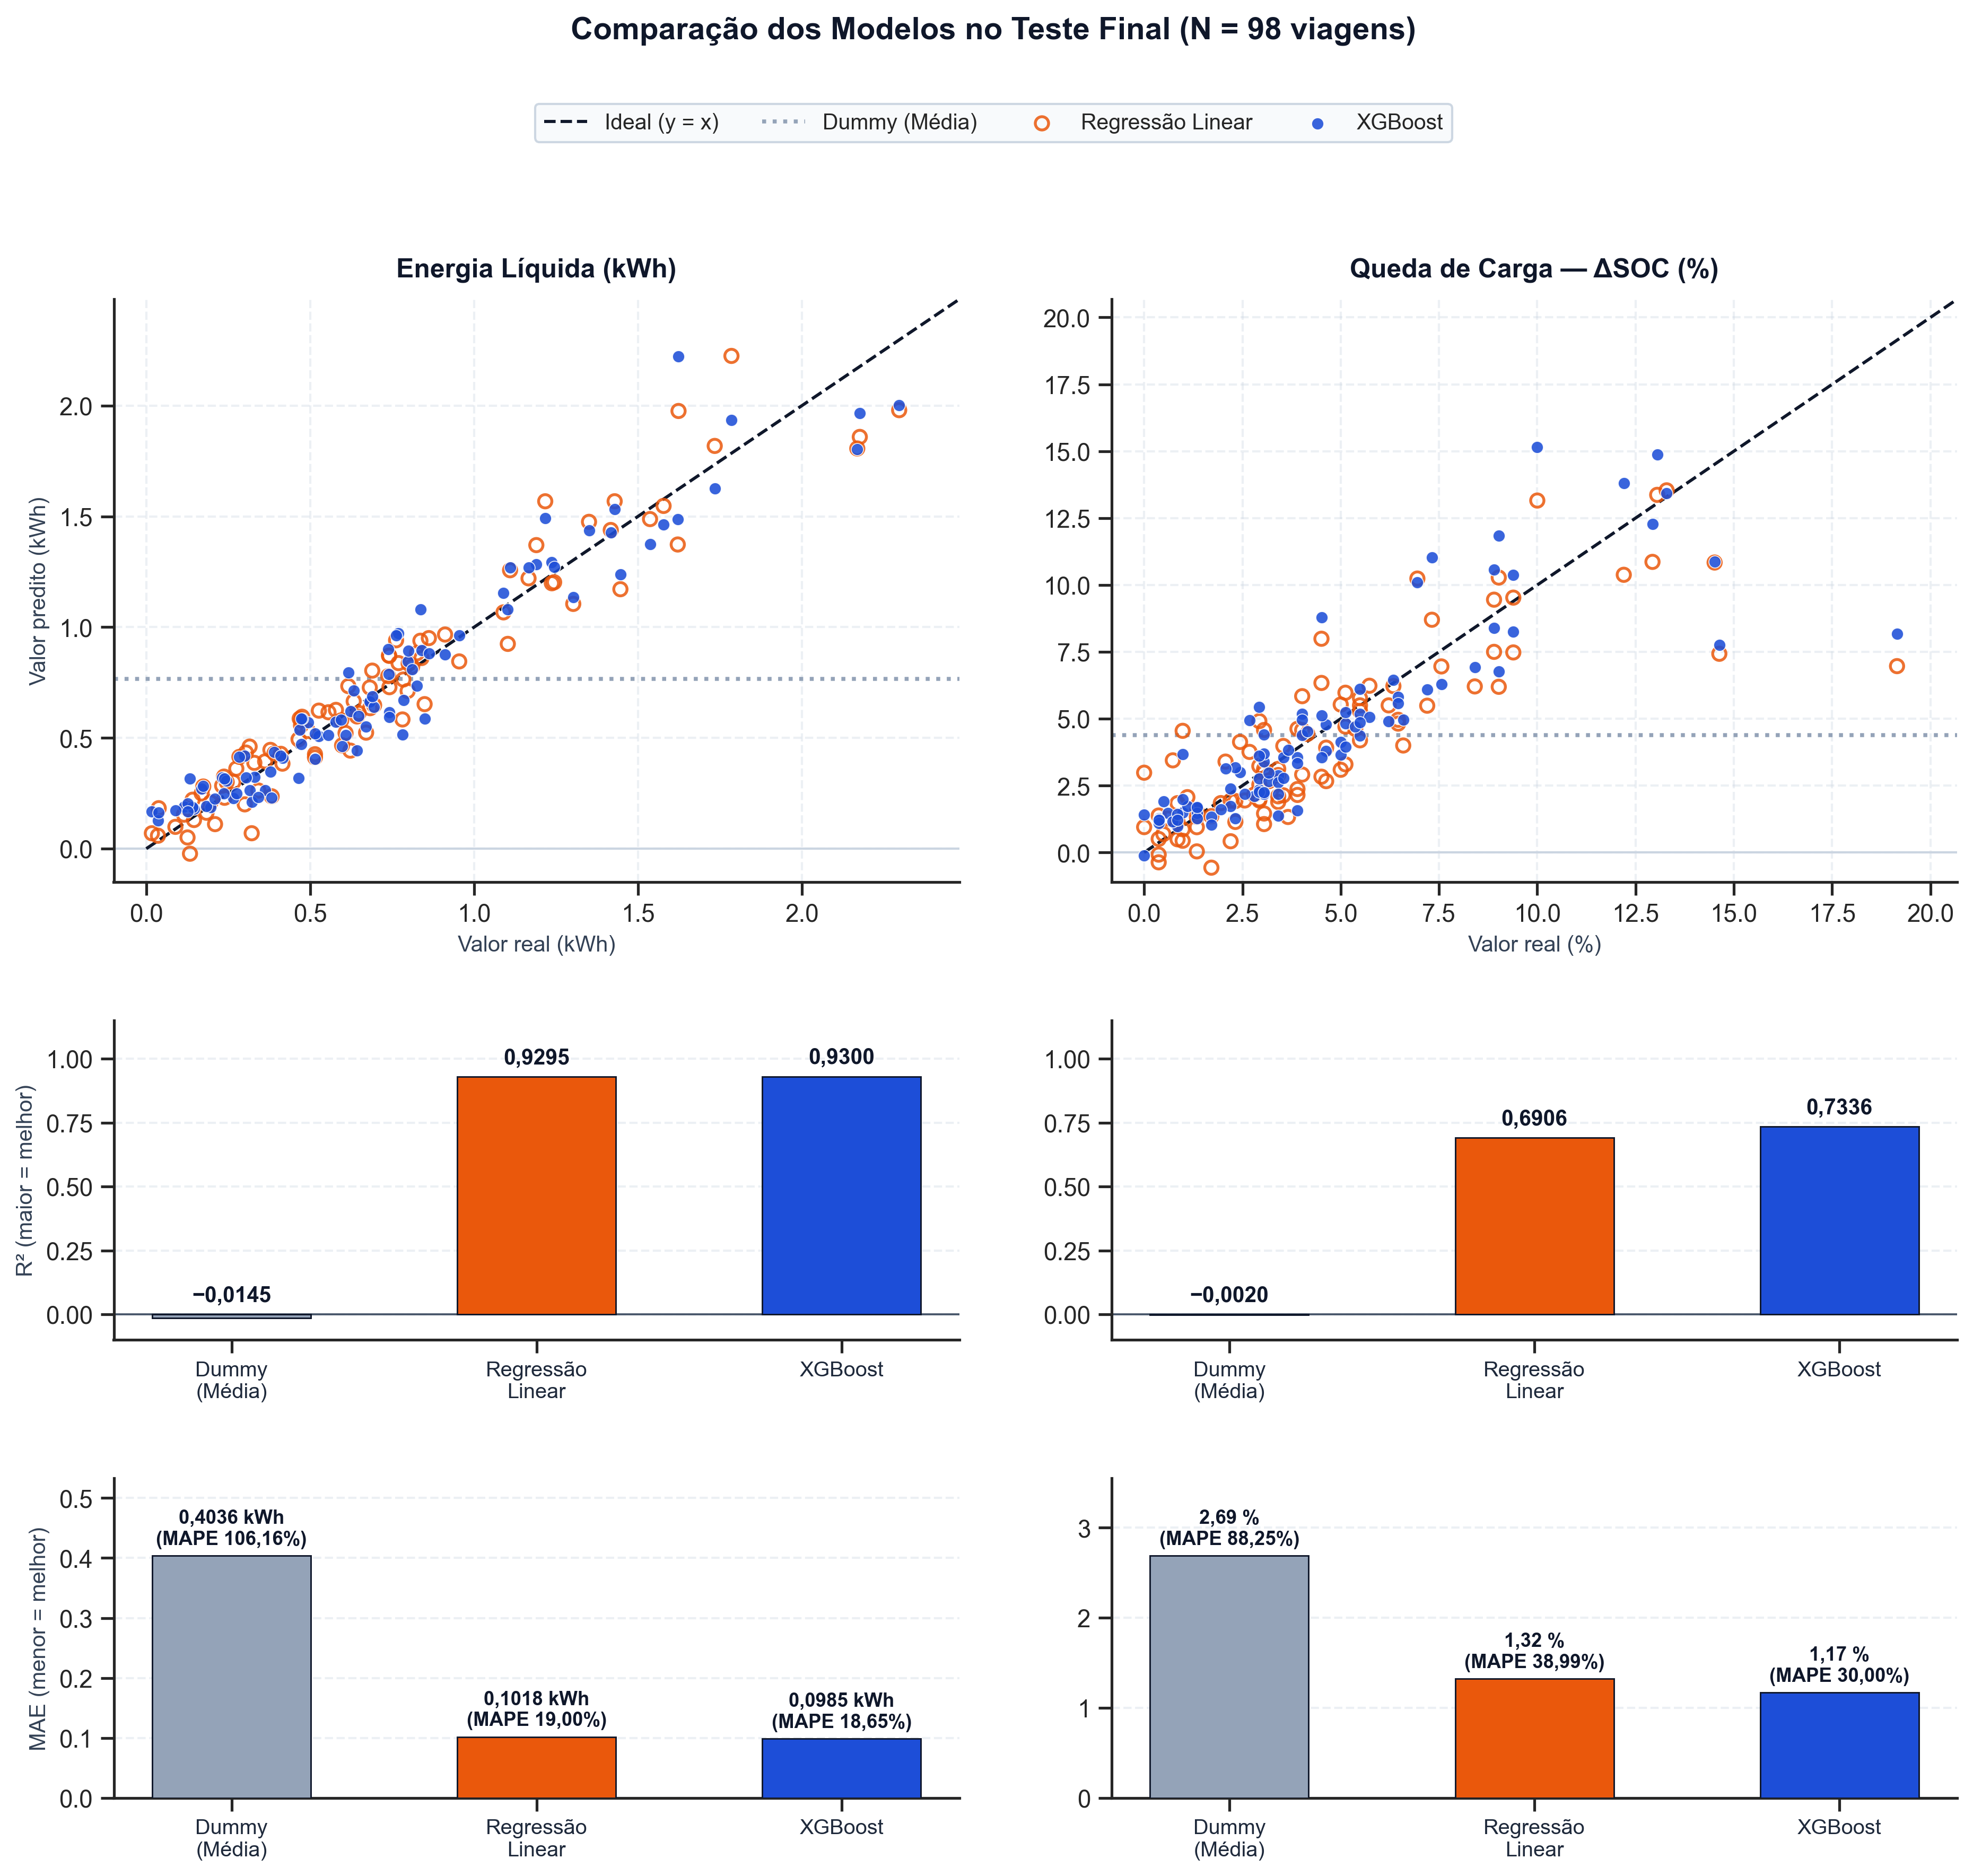 Comparação dos Modelos no Teste Final (N = 98 viagens)
Ideal (y = x) Dummy (Média) Regressão Linear XGBoost
Energia Líquida (kWh)
Valor predito (kWh)
2.0
1.5
1.0
0.5
0.0
0.0 0.5 1.0 1.5 2.0
Valor real (kWh)
Queda de Carga — ΔSOC (%)
20.0
17.5
15.0
12.5
10.0
7.5
5.0
2.5
0.0
0.0 2.5 5.0 7.5 10.0 12.5 15.0 17.5 20.0
Valor real (%)
R² (maior = melhor)
1.00
0.75
0.50
0.25
0.00
−0,0145
0,9295
0,9300
Dummy
(Média)
Regressão
Linear
XGBoost
1.00
0.75
0.50
0.25
0.00
−0,0020
0,6906
0,7336
Dummy
(Média)
Regressão
Linear
XGBoost
MAE (menor = melhor)
0.5
0.4
0.3
0.2
0.1
0.0
0,4036 kWh
(MAPE 106,16%)
0,1018 kWh
(MAPE 19,00%)
0,0985 kWh
(MAPE 18,65%)
Dummy
(Média)
Regressão
Linear
XGBoost
3
2
1
0
2,69 %
(MAPE 88,25%)
1,32 %
(MAPE 38,99%)
1,17 %
(MAPE 30,00%)
Dummy
(Média)
Regressão
Linear
XGBoost